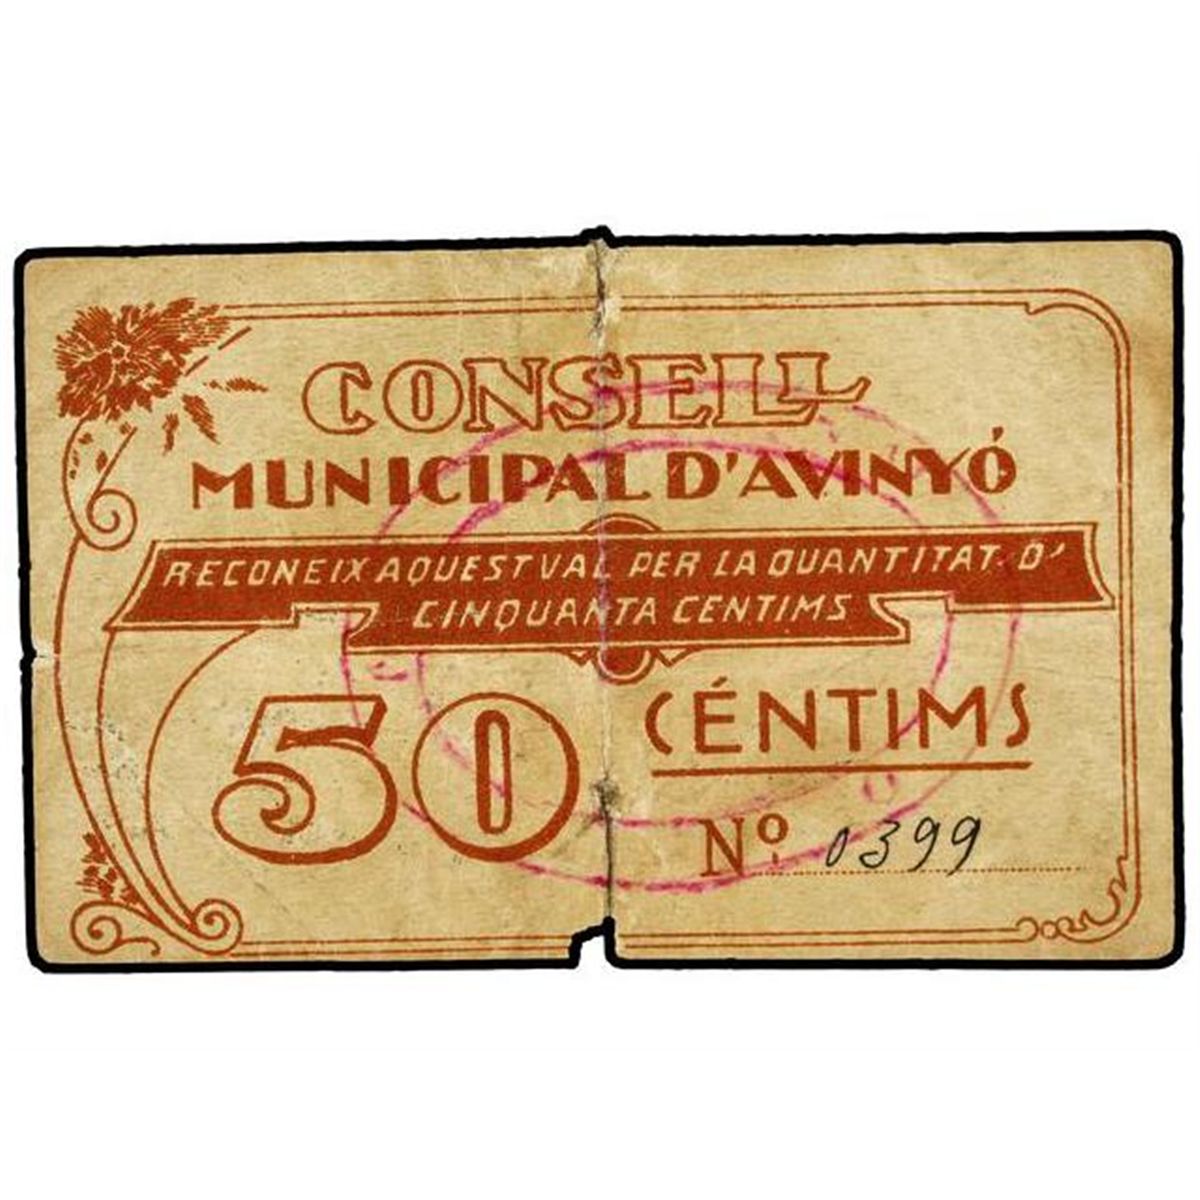 CONSELL
MUNICIPAL D'AVINYÓ
RECONEIX AQUEST VAL PER LA QUANTITAT D'
CINQUANTA CENTIMS
50 CÉNTIMS
Nº 0399